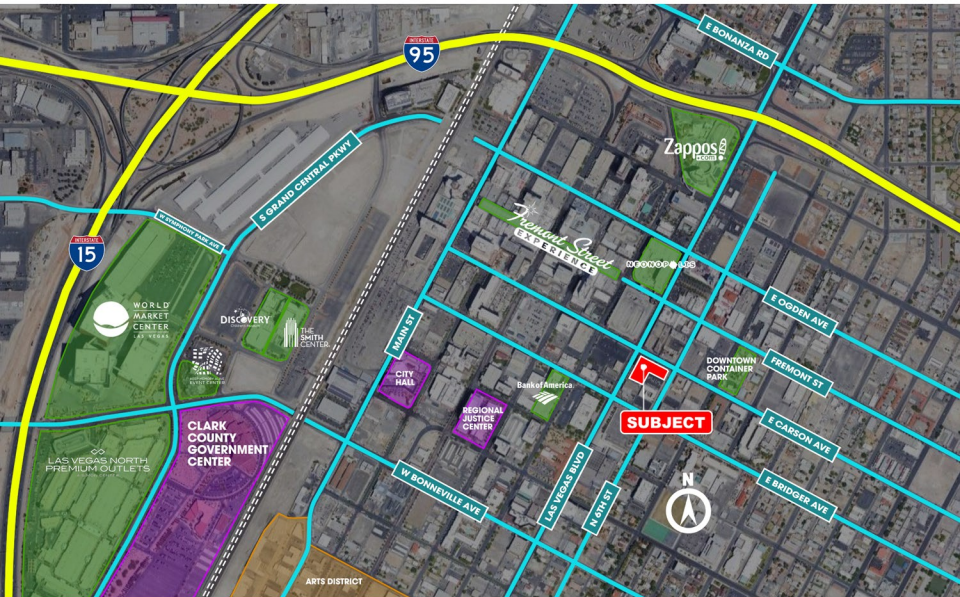 E BONANZA RD
INTERSTATE
95
Zappos
.com
S GRAND CENTRAL PKWY
W SYMPHONY PARK AVE
Fremont Street
EXPERIENCE
NEONOPOLIS
INTERSTATE
15
WORLD
MARKET
CENTER
LAS VEGAS
DISCOVERY
THE
SMITH
CENTER
MAIN ST
E OGDEN AVE
CITY
HALL
Bank of America
DOWNTOWN
CONTAINER
PARK
FREMONT ST
REGIONAL
JUSTICE
CENTER
SUBJECT
CLARK
COUNTY
GOVERNMENT
CENTER
LAS VEGAS NORTH
PREMIUM OUTLETS
E CARSON AVE
W BONNEVILLE AVE
LAS VEGAS BLVD
N 6TH ST
N
E BRIDGER AVE
ARTS DISTRICT